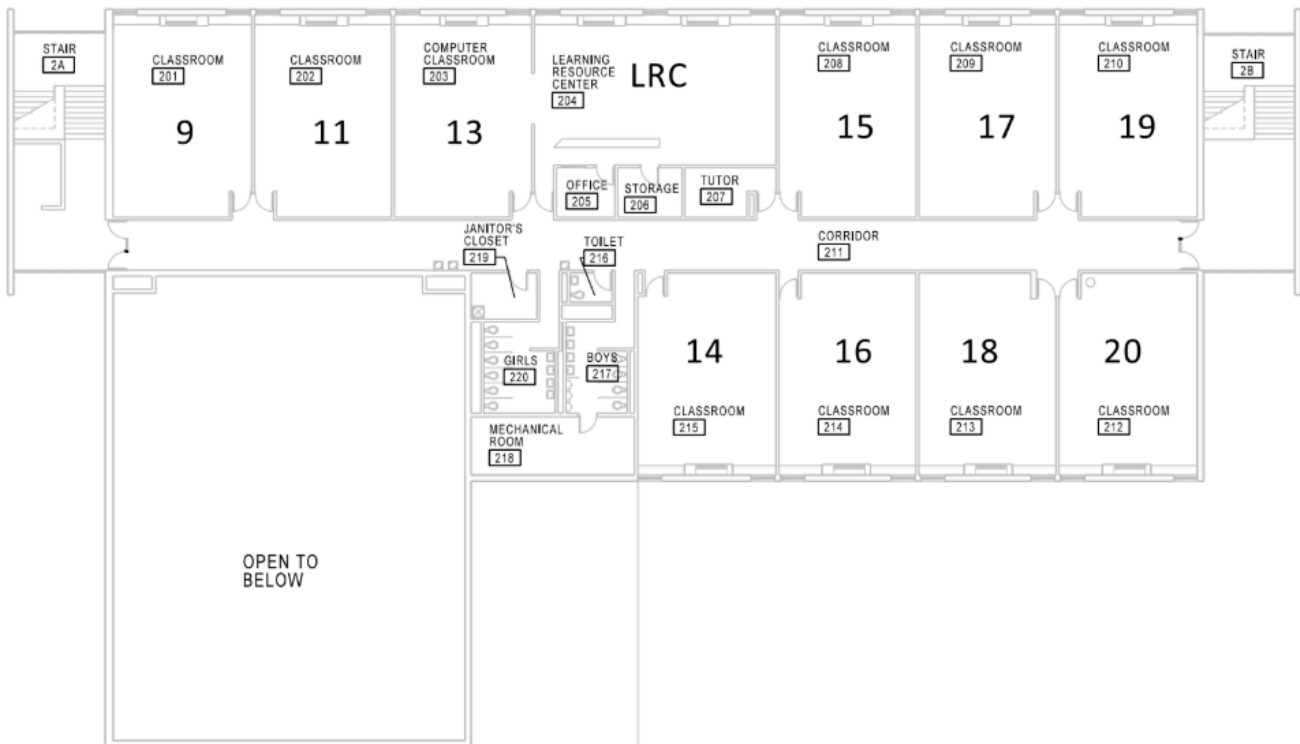 STAIR
2A
CLASSROOM
201
9
CLASSROOM
202
11
COMPUTER
CLASSROOM
203
13
LEARNING
RESOURCE
CENTER
204
LRC
CLASSROOM
208
15
CLASSROOM
209
17
CLASSROOM
210
19
STAIR
2B
OFFICE
205
STORAGE
206
TUTOR
207
JANITOR'S
CLOSET
219
TOILET
216
CORRIDOR
211
GIRLS
220
BOYS
217
MECHANICAL
ROOM
218
14
CLASSROOM
215
16
CLASSROOM
214
18
CLASSROOM
213
20
CLASSROOM
212
OPEN TO
BELOW